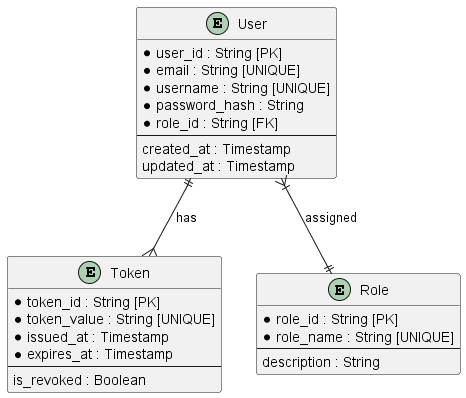 E User
* user_id : String [PK]
* email : String [UNIQUE]
* username : String [UNIQUE]
* password_hash : String
* role_id : String [FK]
created_at : Timestamp
updated_at : Timestamp
has
assigned
E Token
* token_id : String [PK]
* token_value : String [UNIQUE]
* issued_at : Timestamp
* expires_at : Timestamp
is_revoked : Boolean
E Role
* role_id : String [PK]
* role_name : String [UNIQUE]
description : String